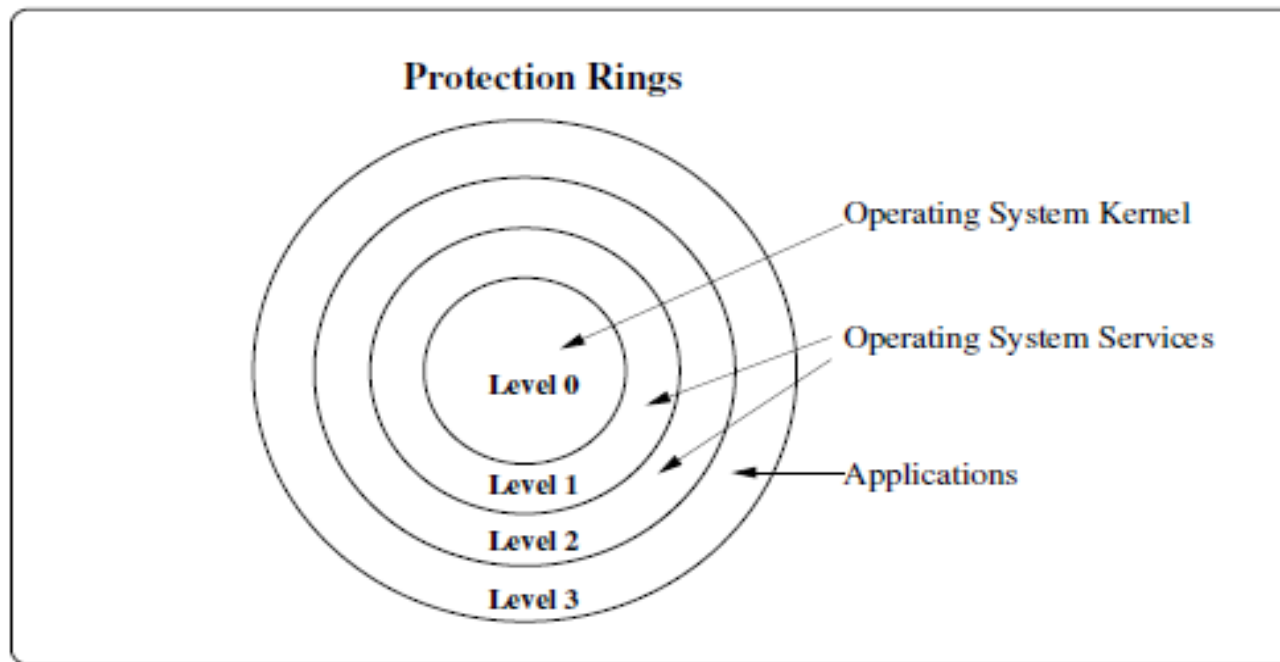 Protection Rings
Operating System Kernel
Operating System Services
Level 0
Applications
Level 1
Level 2
Level 3